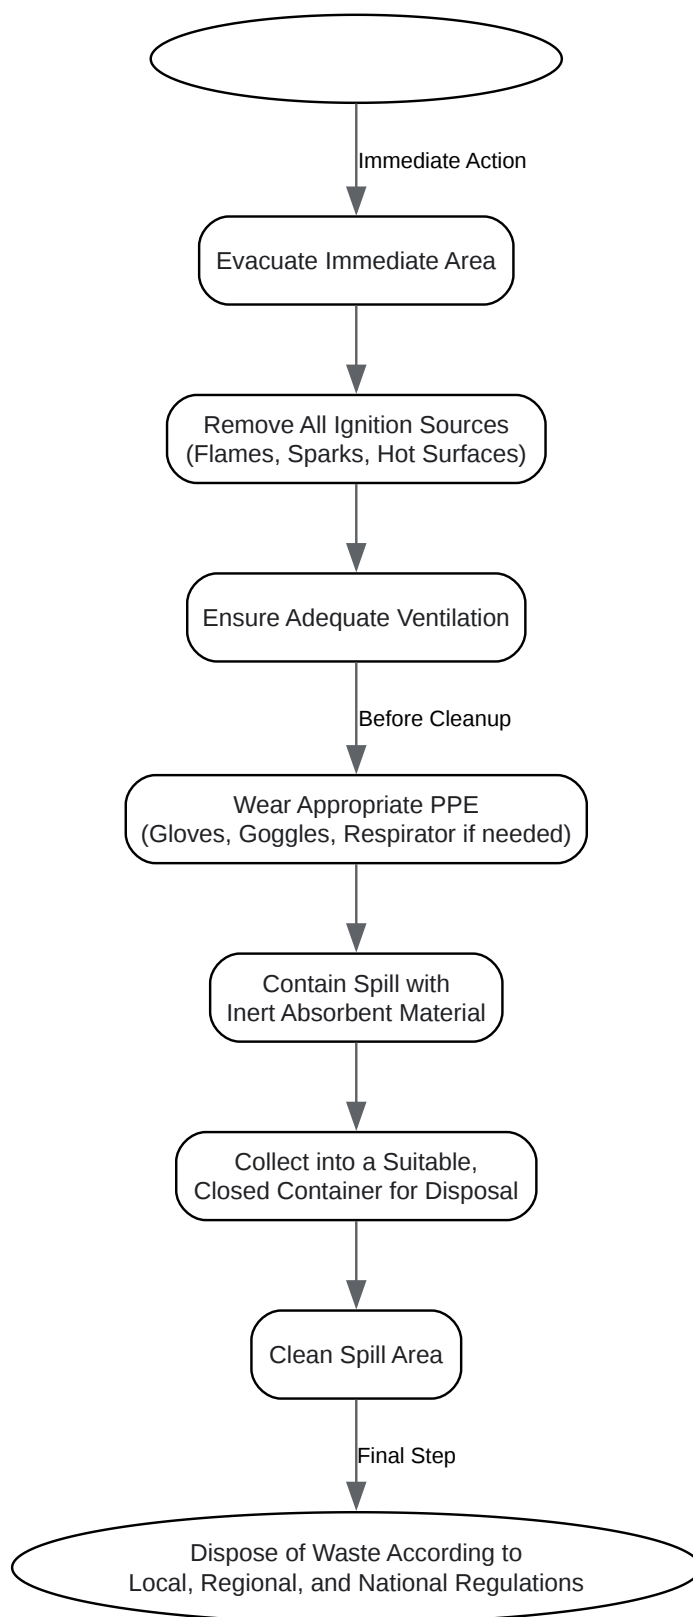 Immediate Action
Evacuate Immediate Area
Remove All Ignition Sources
(Flames, Sparks, Hot Surfaces)
Ensure Adequate Ventilation
Before Cleanup
Wear Appropriate PPE
(Gloves, Goggles, Respirator if needed)
Contain Spill with
Inert Absorbent Material
Collect into a Suitable,
Closed Container for Disposal
Clean Spill Area
Final Step
Dispose of Waste According to
Local, Regional, and National Regulations